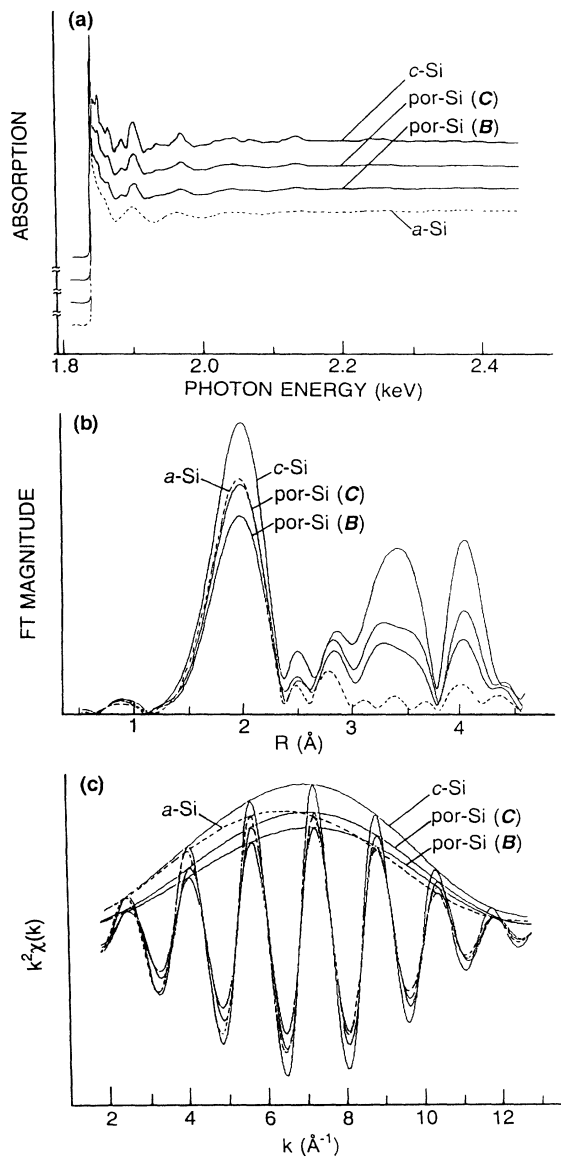 (a)
c-Si
por-Si (C)
por-Si (B)
a-Si
ABSORPTION
1.8
2.0
2.2
2.4
PHOTON ENERGY (keV)
(b)
a-Si
c-Si
por-Si (C)
por-Si (B)
FT MAGNITUDE
1
2
3
4
R (Å)
(c)
a-Si
c-Si
por-Si (C)
por-Si (B)
k²χ(k)
2
4
6
8
10
12
k (Å⁻¹)